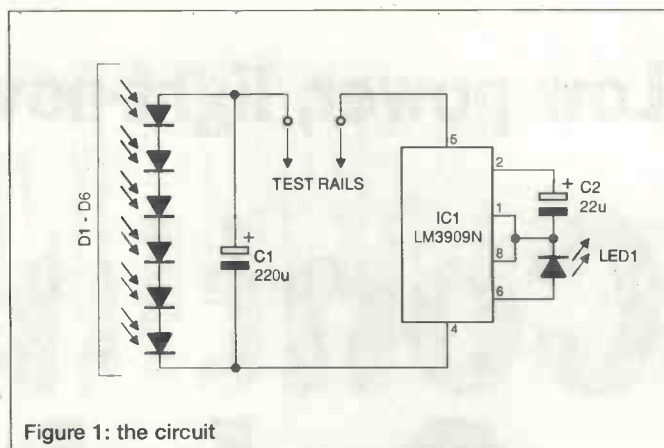 D1 - D6
+
C1
220u
TEST RAILS
5
IC1
LM3909N
4
2
1
8
6
+
C2
22u
LED1
Figure 1: the circuit